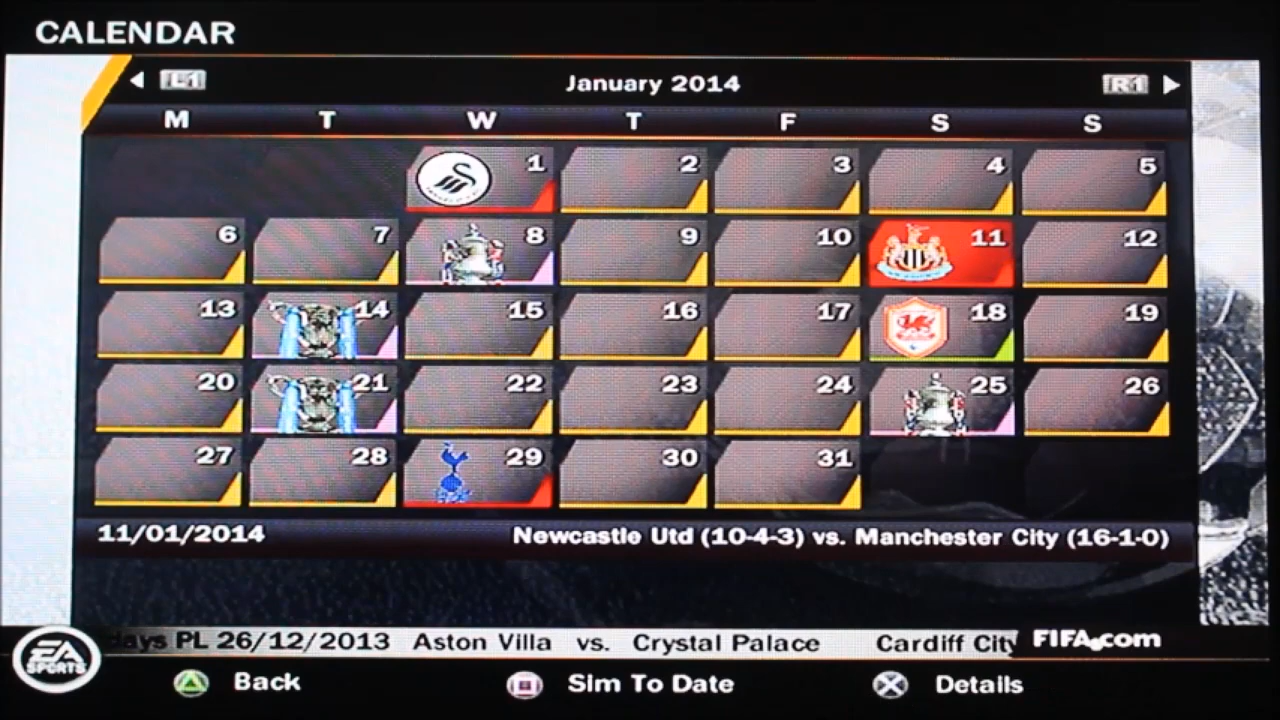 CALENDAR
L1 January 2014 R1
M T W T F S S
1 2 3 4 5
6 7 8 9 10 11 12
13 14 15 16 17 18 19
20 21 22 23 24 25 26
27 28 29 30 31
11/01/2014 Newcastle Utd (10-4-3) vs. Manchester City (16-1-0)
days PL 26/12/2013 Aston Villa vs. Crystal Palace Cardiff City FIFA.com
EA SPORTS
Back Sim To Date Details